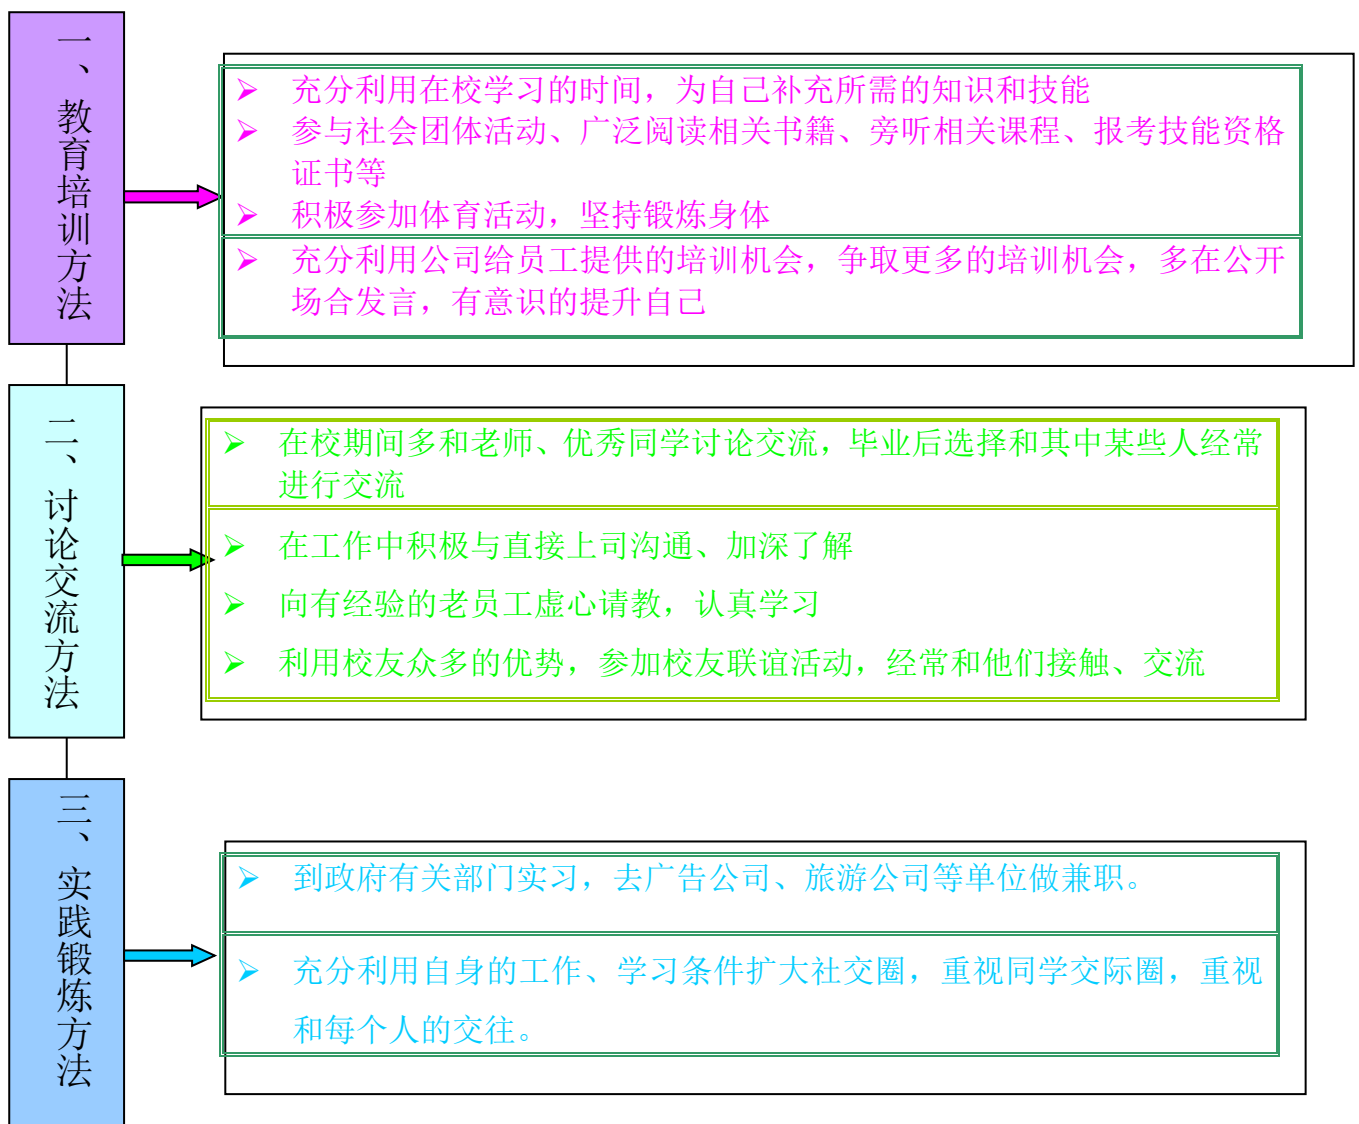 一、教育培训方法
➢ 充分利用在校学习的时间，为自己补充所需的知识和技能
➢ 参与社会团体活动、广泛阅读相关书籍、旁听相关课程、报考技能资格
证书等
➢ 积极参加体育活动，坚持锻炼身体
➢ 充分利用公司给员工提供的培训机会，争取更多的培训机会，多在公开
场合发言，有意识的提升自己
二、讨论交流方法
➢ 在校期间多和老师、优秀同学讨论交流，毕业后选择和其中某些人经常
进行交流
➢ 在工作中积极与直接上司沟通、加深了解
➢ 向有经验的老员工虚心请教，认真学习
➢ 利用校友众多的优势，参加校友联谊活动，经常和他们接触、交流
三、实践锻炼方法
➢ 到政府有关部门实习，去广告公司、旅游公司等单位做兼职。
➢ 充分利用自身的工作、学习条件扩大社交圈，重视同学交际圈，重视
和每个人的交往。